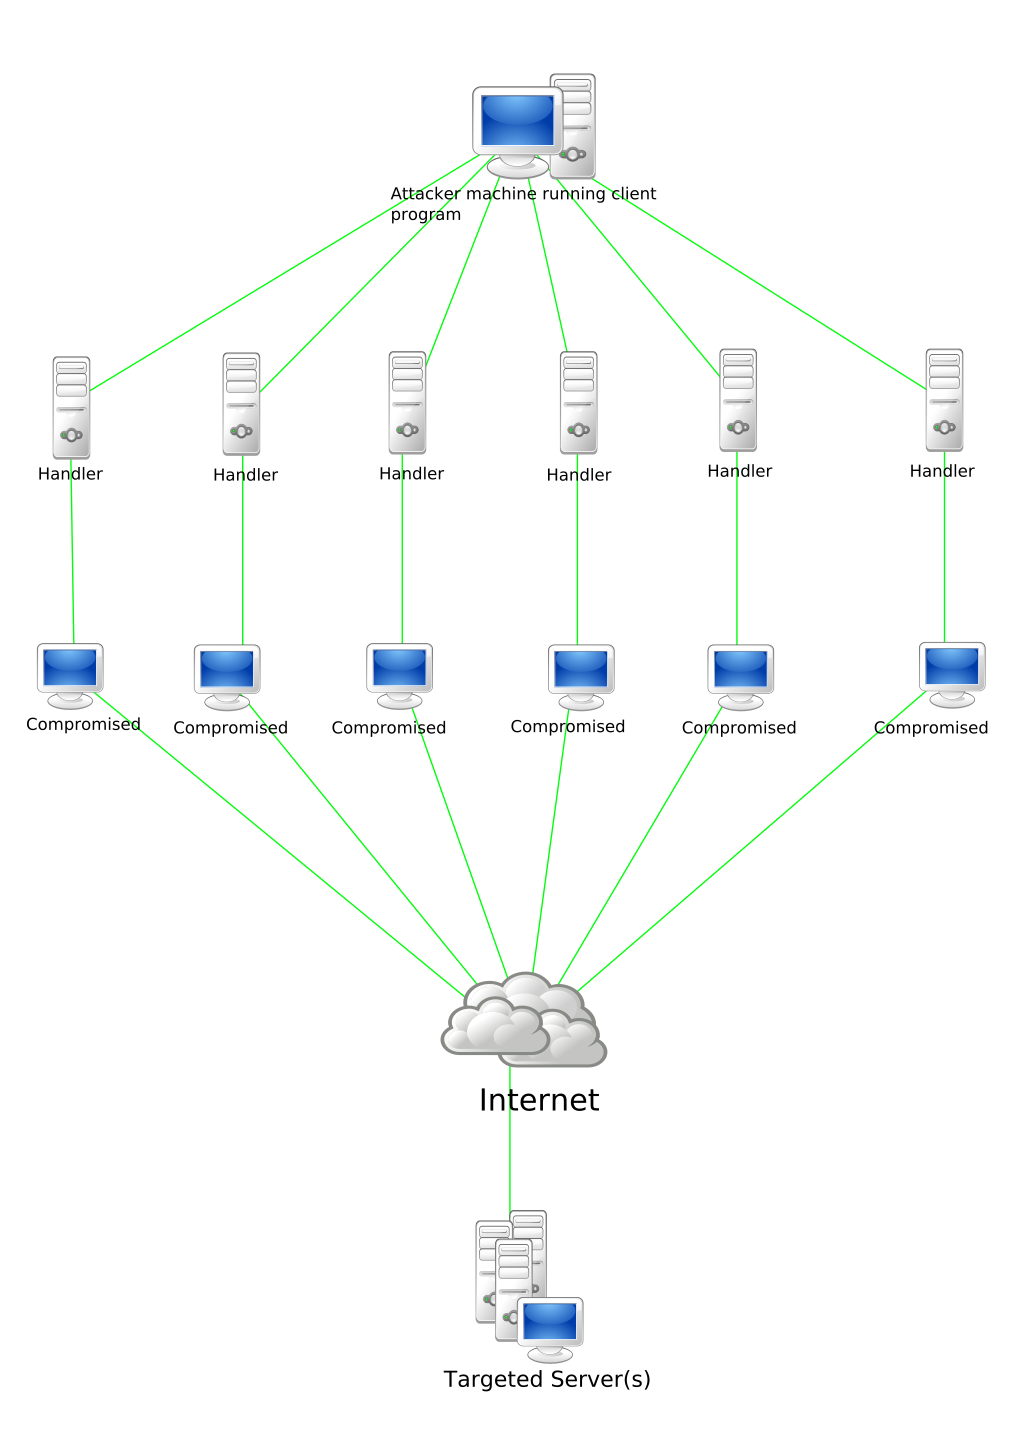 Attacker machine running client
program
Handler
Handler
Handler
Handler
Handler
Handler
Compromised
Compromised
Compromised
Compromised
Compromised
Compromised
Internet
Targeted Server(s)